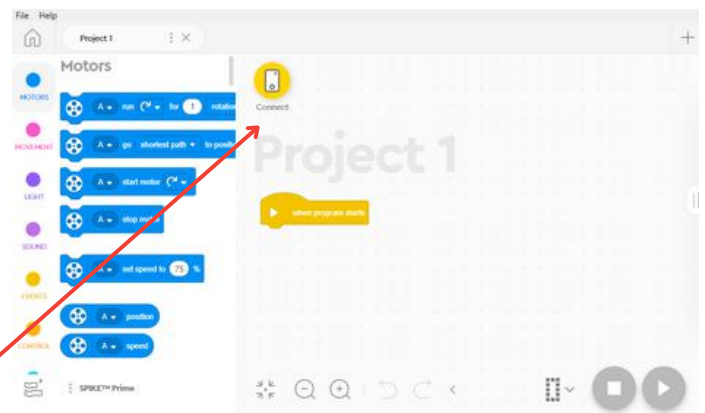 File Help
Project 1
Motors
MOTORS
A run for 1 rotation
Connect
MOVEMENT
A go shortest path to positi
Project 1
LIGHT
A start motor
when program starts
A stop motor
SOUND
A set speed to 75 %
EVENTS
A position
CONTROL
A speed
SPIKE™ Prime